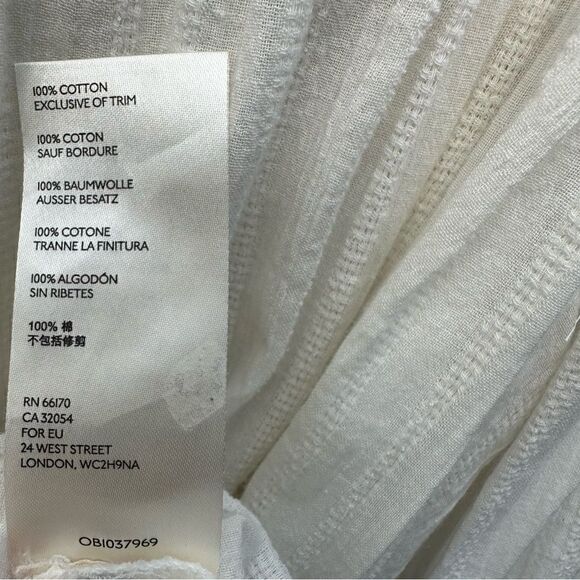 100% COTTON
EXCLUSIVE OF TRIM
100% COTON
SAUF BORDURE
100% BAUMWOLLE
AUSSER BESATZ
100% COTONE
TRANNE LA FINITURA
100% ALGODÓN
SIN RIBETES
100% 棉
不包括修剪
RN 66170
CA 32054
FOR EU
24 WEST STREET
LONDON, WC2H9NA
OB1037969